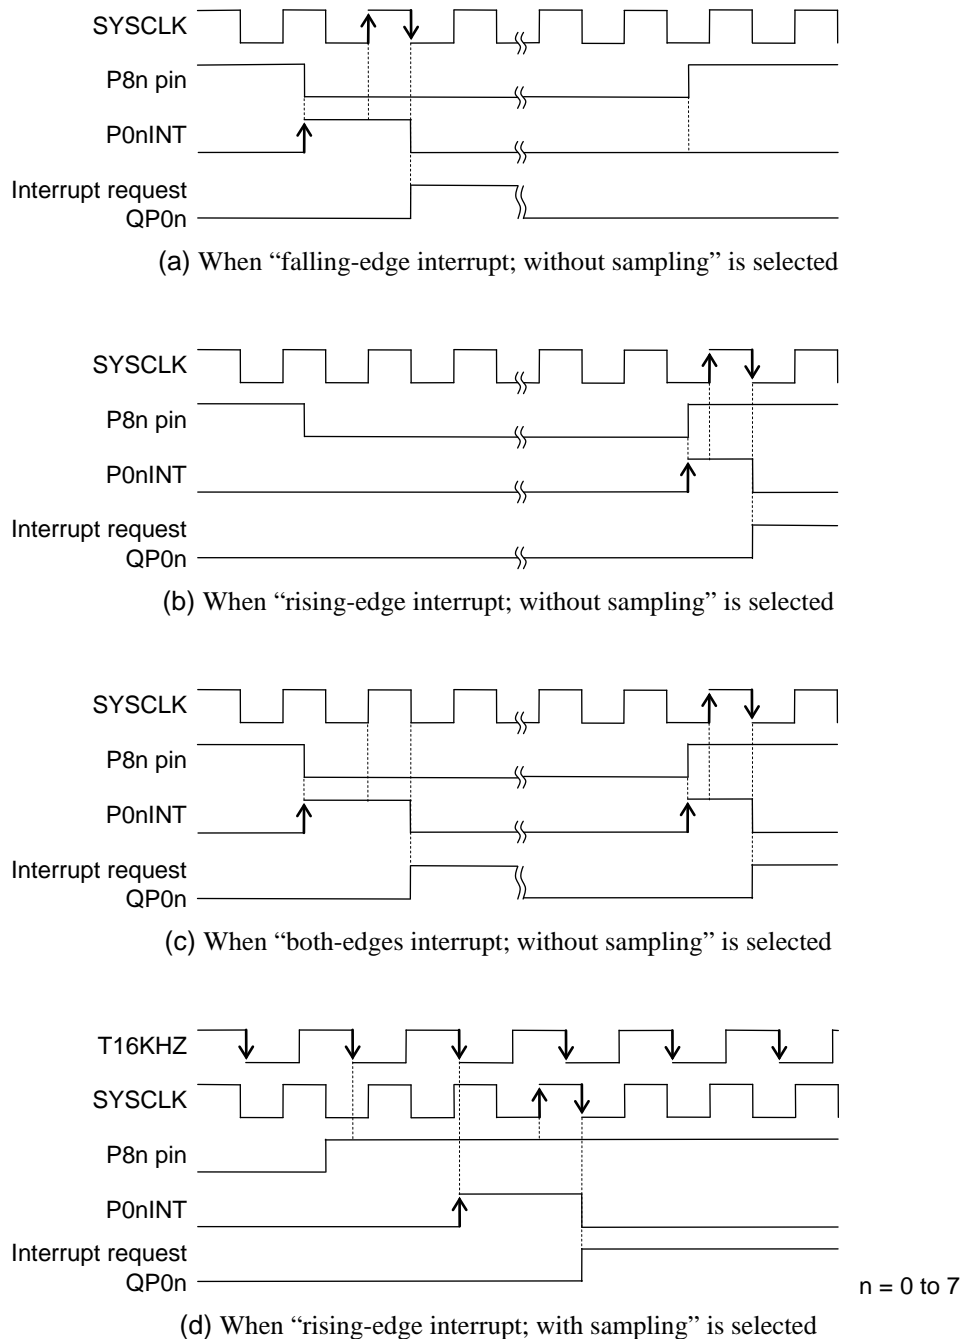 SYSCLK
P8n pin
P0nINT
Interrupt request
QP0n
(a) When “falling-edge interrupt; without sampling” is selected
SYSCLK
P8n pin
P0nINT
Interrupt request
QP0n
(b) When “rising-edge interrupt; without sampling” is selected
SYSCLK
P8n pin
P0nINT
Interrupt request
QP0n
(c) When “both-edges interrupt; without sampling” is selected
T16KHZ
SYSCLK
P8n pin
P0nINT
Interrupt request
QP0n
n = 0 to 7
(d) When “rising-edge interrupt; with sampling” is selected